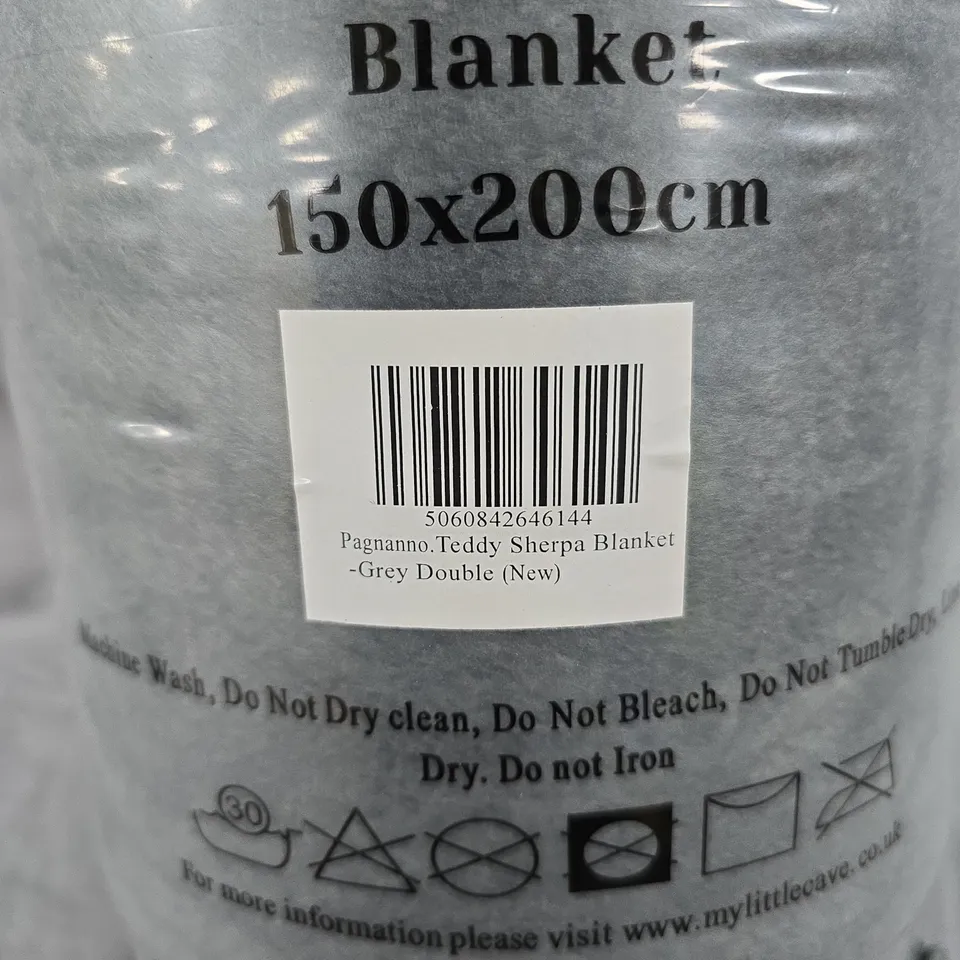 Blanket
150x200cm
5060842646144
Pagnanno.Teddy Sherpa Blanket
-Grey Double (New)
Machine Wash, Do Not Dry clean, Do Not Bleach, Do Not Tumble Dry,
Dry. Do not Iron
30
For more information please visit www.mylittlecave.co.uk